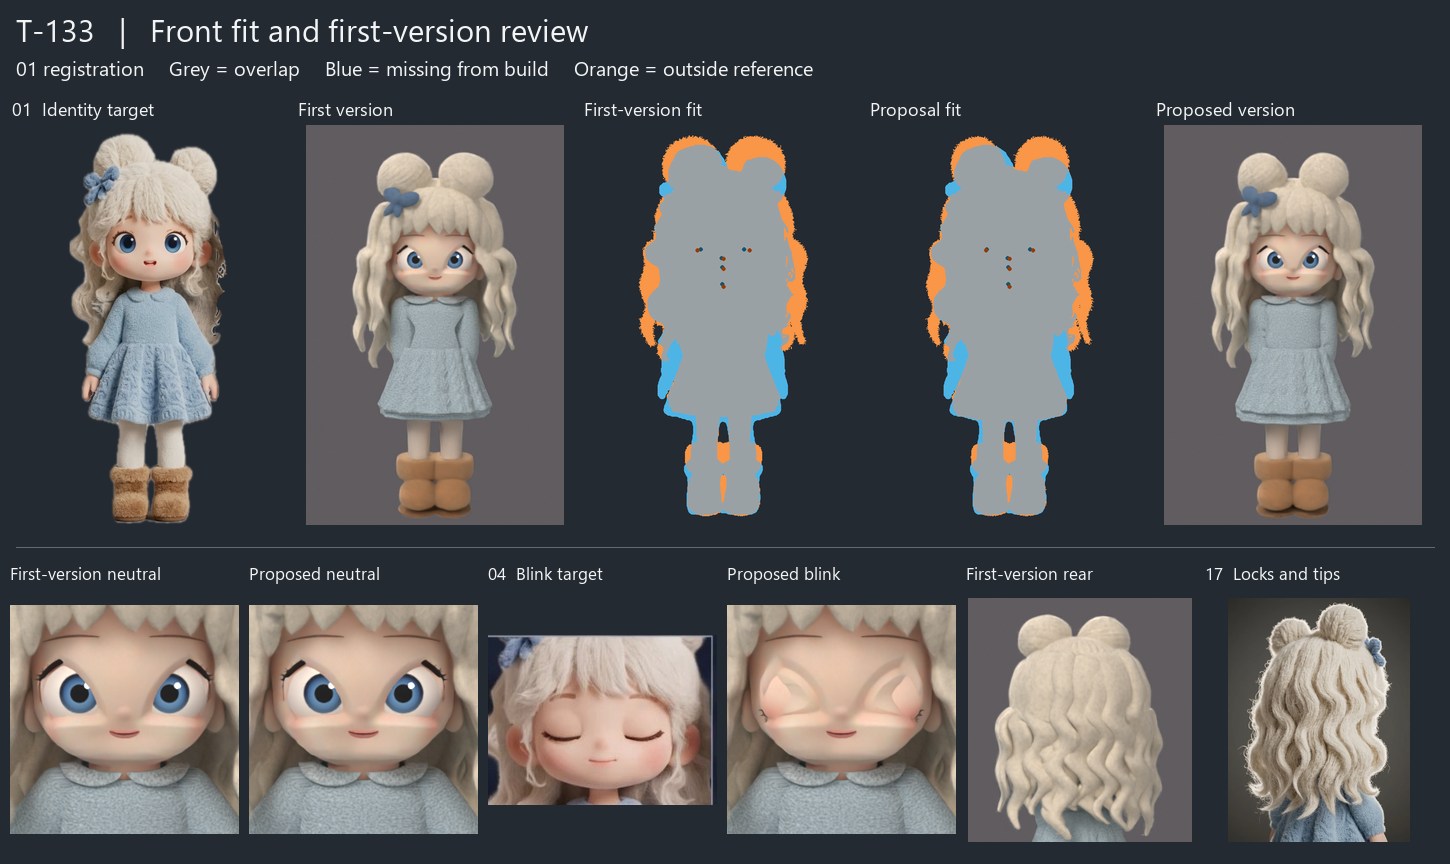 T-133 | Front fit and first-version review
01 registration Grey = overlap Blue = missing from build Orange = outside reference
01 Identity target First version First-version fit Proposal fit Proposed version
First-version neutral Proposed neutral 04 Blink target Proposed blink First-version rear 17 Locks and tips